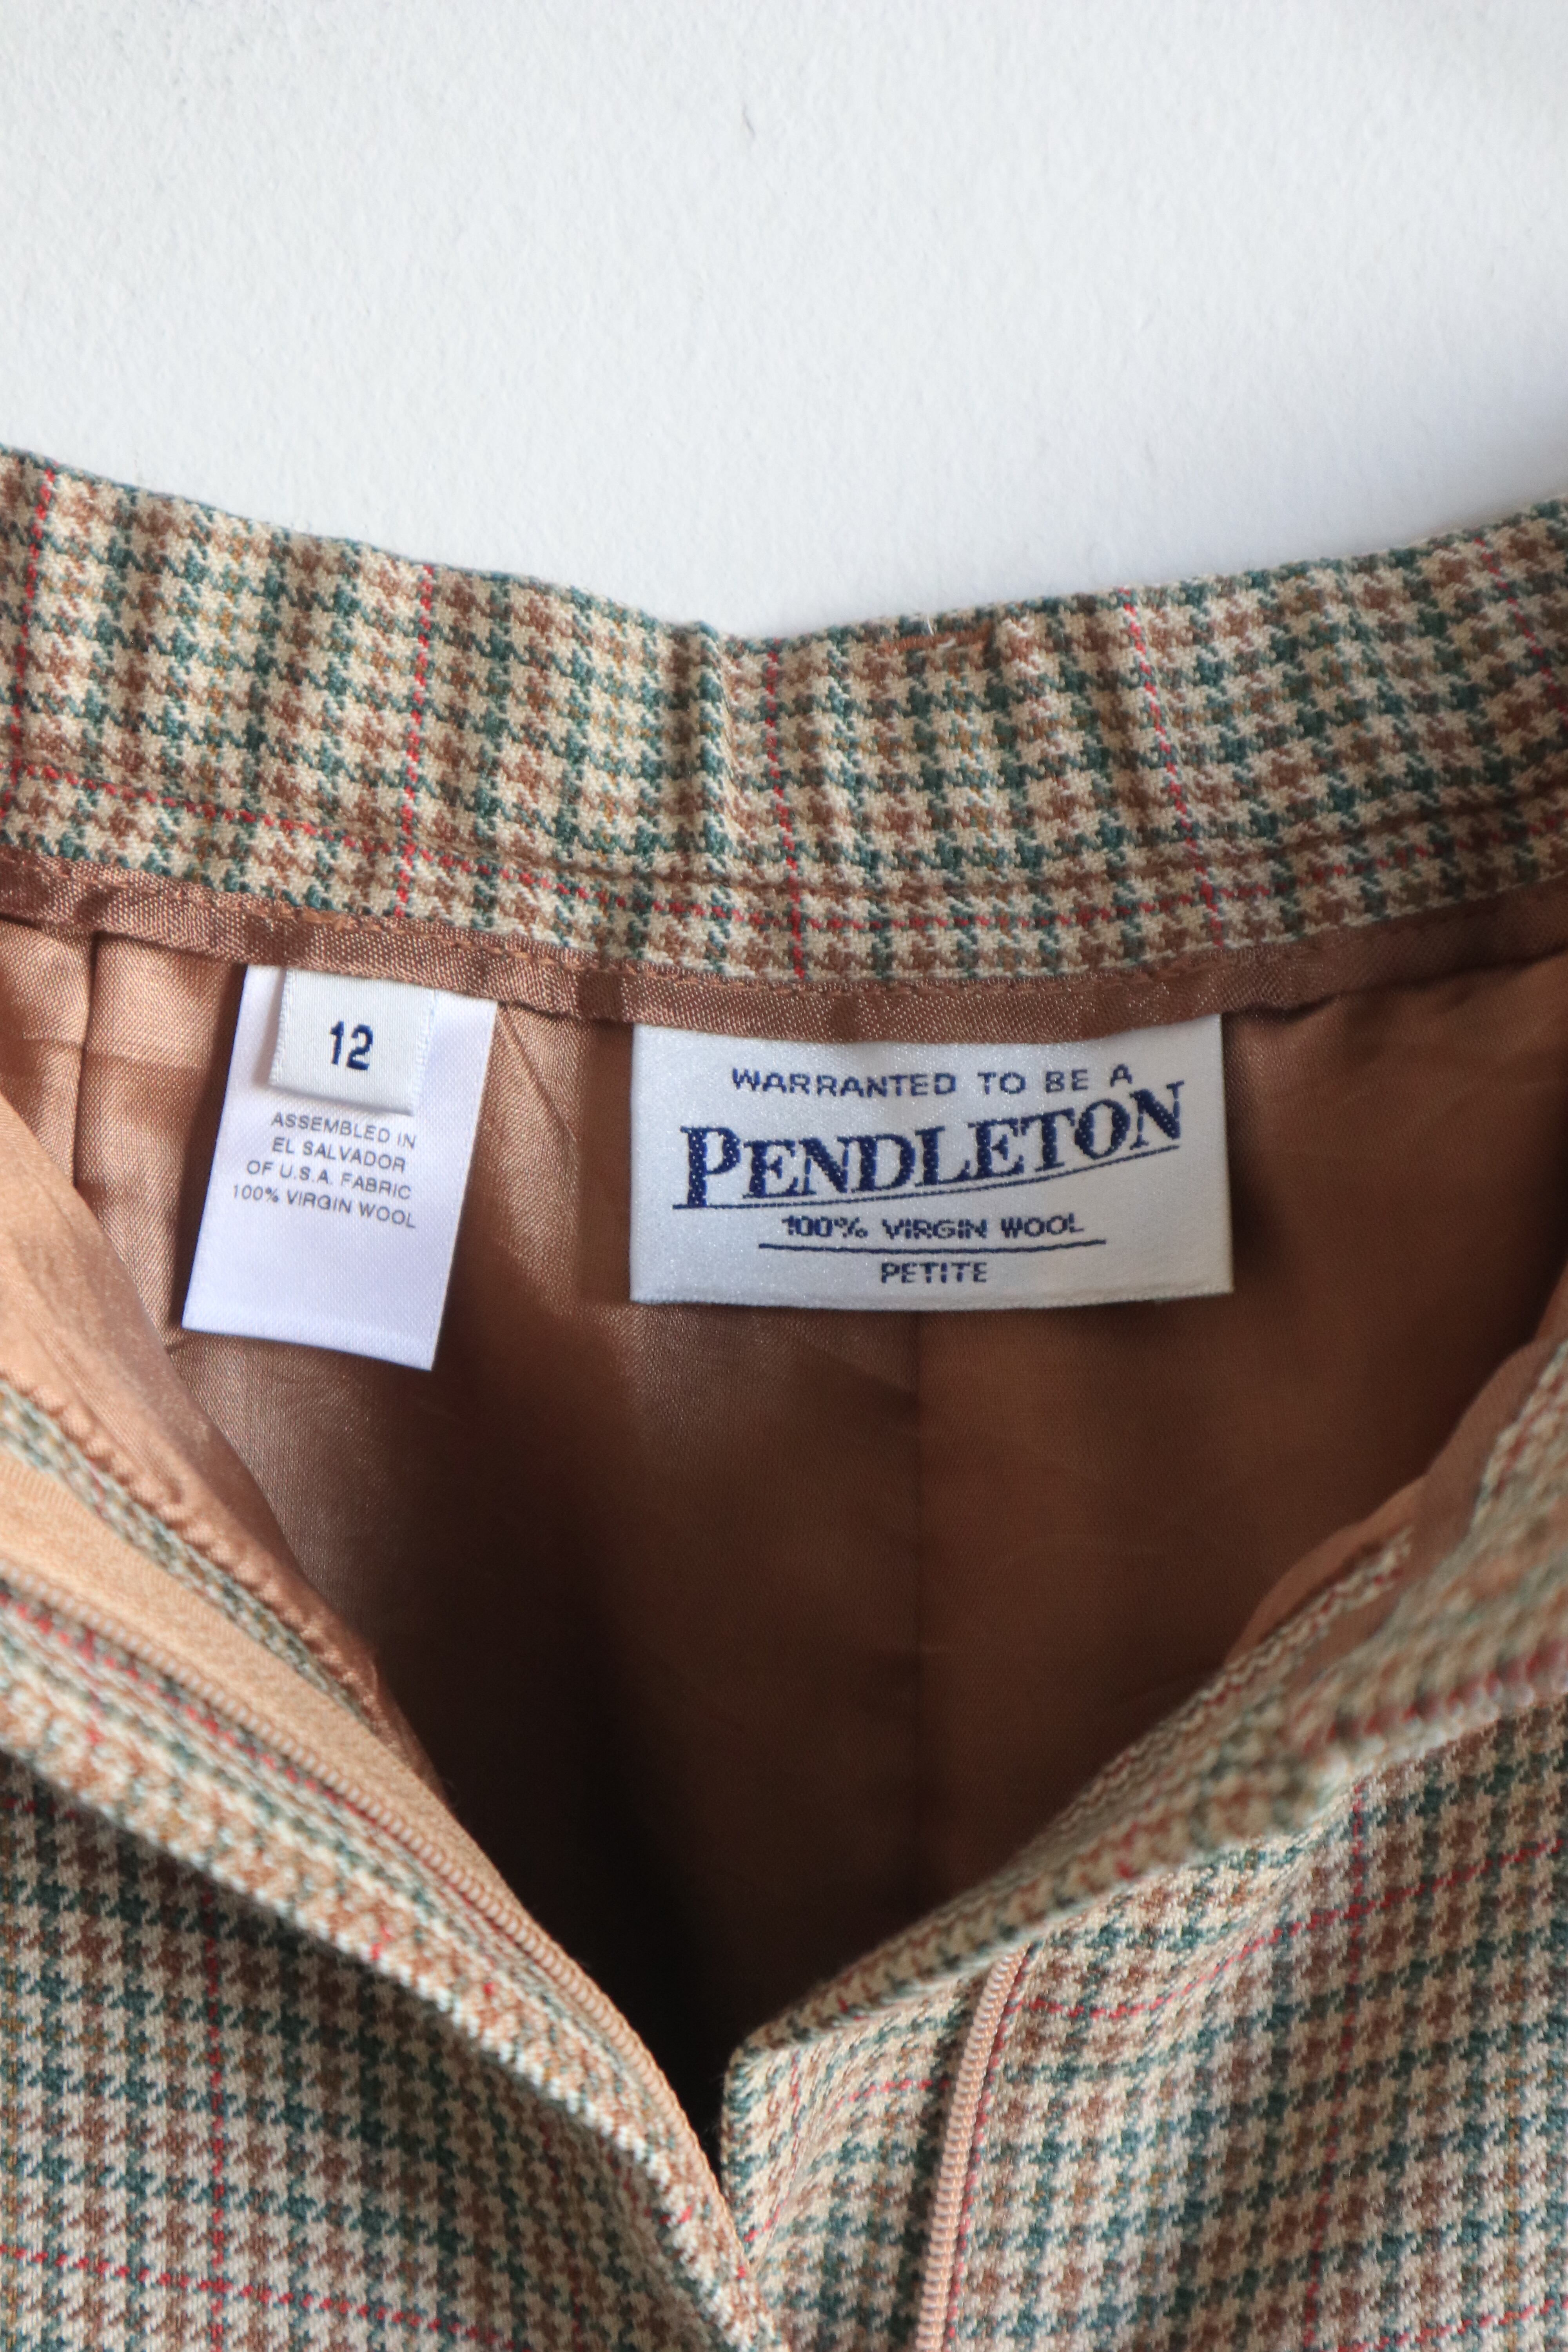 12
ASSEMBLED IN
EL SALVADOR
OF U.S.A. FABRIC
100% VIRGIN WOOL
WARRANTED TO BE A
PENDLETON
100% VIRGIN WOOL
PETITE